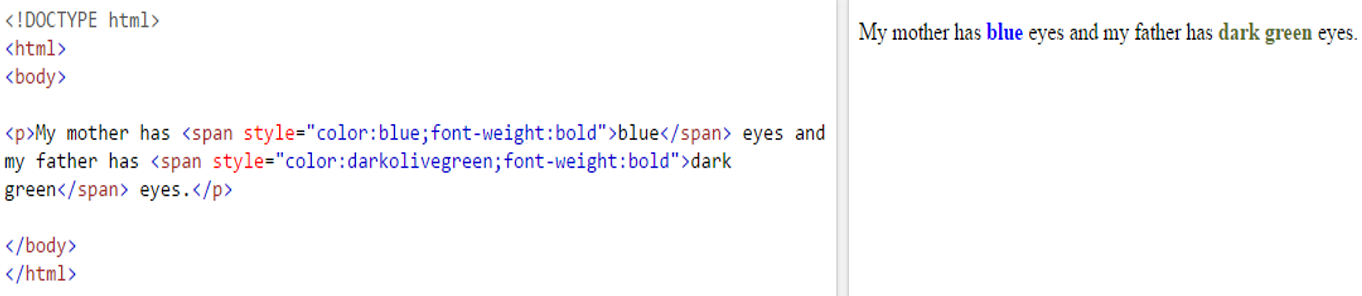 <!DOCTYPE html>
<html>
<body>
<p>My mother has <span style="color:blue;font-weight:bold">blue</span> eyes and
my father has <span style="color:darkolivegreen;font-weight:bold">dark
green</span> eyes.</p>
</body>
</html>
My mother has blue eyes and my father has dark green eyes.